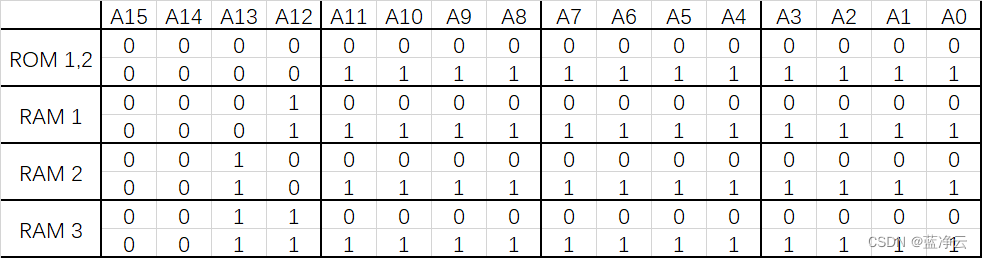 A15 A14 A13 A12 A11 A10 A9 A8 A7 A6 A5 A4 A3 A2 A1 A0
ROM 1,2
0 0 0 0 0 0 0 0 0 0 0 0 0 0 0 0
0 0 0 0 1 1 1 1 1 1 1 1 1 1 1 1
RAM 1
0 0 0 1 0 0 0 0 0 0 0 0 0 0 0 0
0 0 0 1 1 1 1 1 1 1 1 1 1 1 1 1
RAM 2
0 0 1 0 0 0 0 0 0 0 0 0 0 0 0 0
0 0 1 0 1 1 1 1 1 1 1 1 1 1 1 1
RAM 3
0 0 1 1 0 0 0 0 0 0 0 0 0 0 0 0
0 0 1 1 1 1 1 1 1 1 1 1 1 1 1 1
CSDN @蓝净云